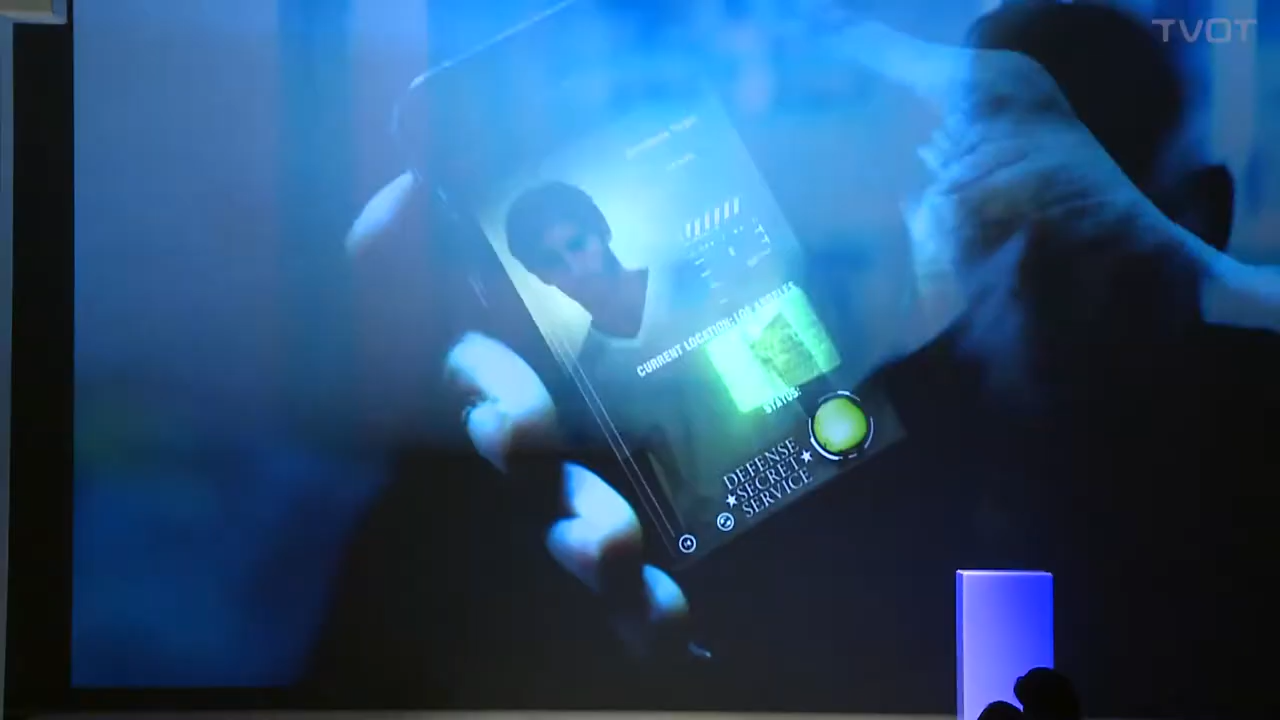 TVOT
CURRENT LOCATION: LOS ANGELES
STATUS:
DEFENSE
SECRET
SERVICE